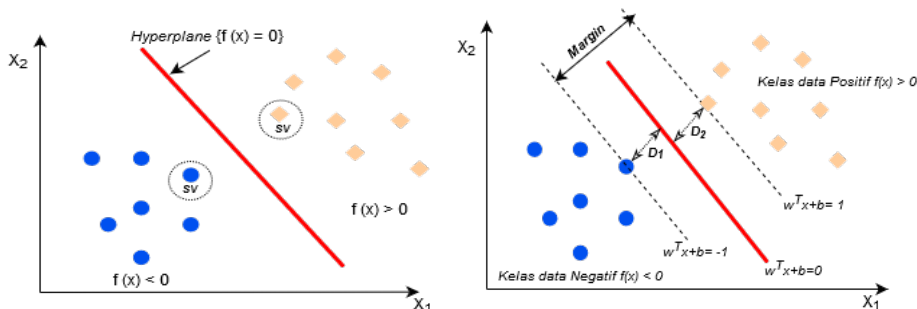 Hyperplane {f (x) = 0}
X2
sv
sv
f (x) > 0
f (x) < 0
X1
X2
Margin
Kelas data Positif f(x) > 0
D1
D2
wTx+b= 1
wTx+b= -1
wTx+b=0
Kelas data Negatif f(x) < 0
X1